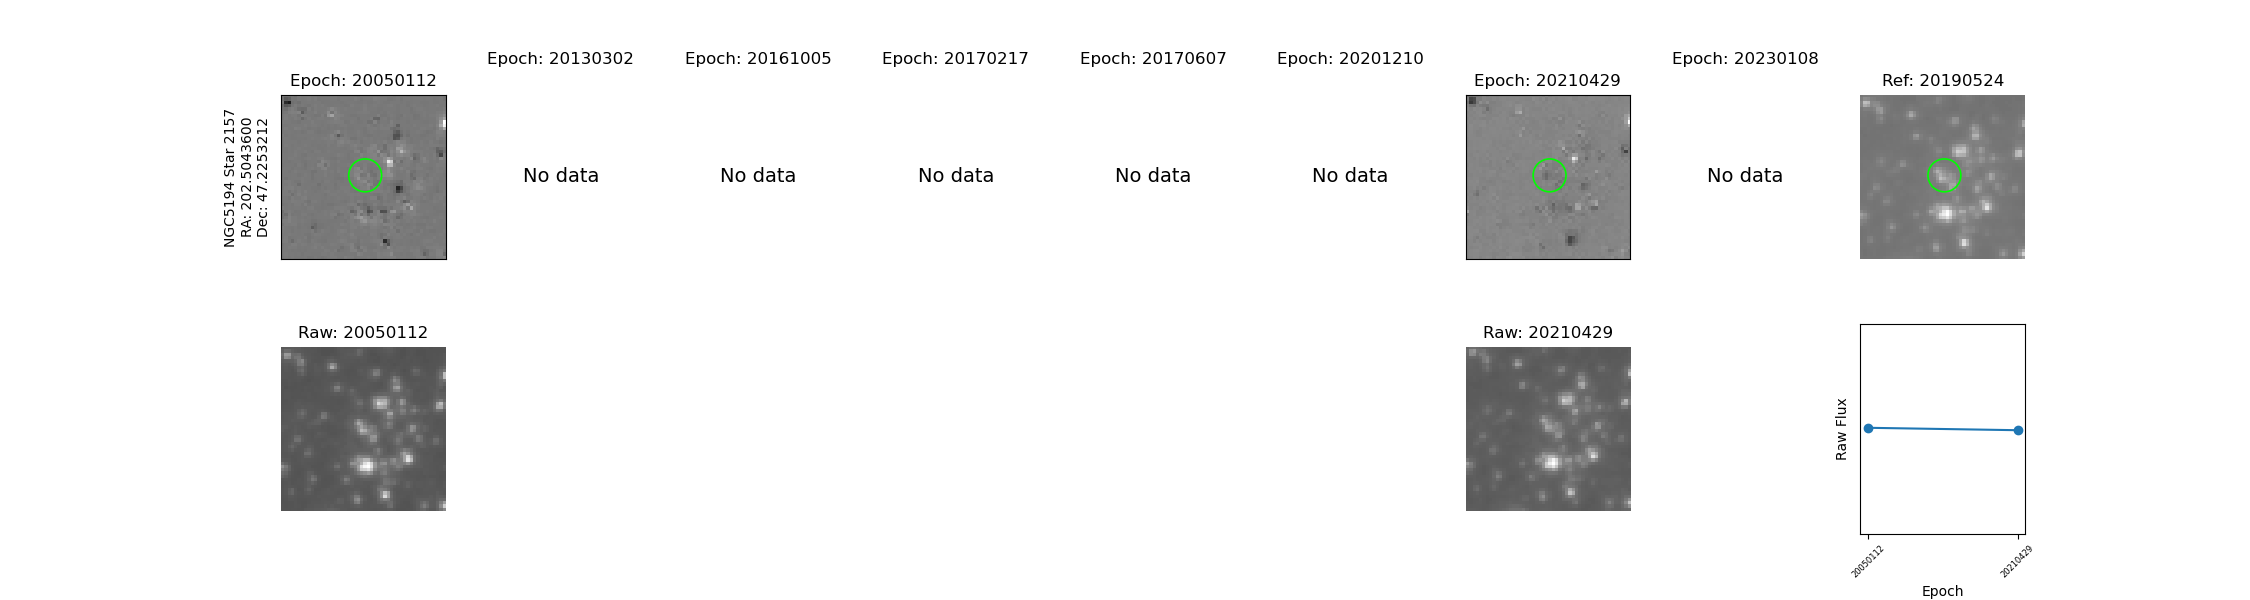 Epoch: 20050112
Epoch: 20130302
Epoch: 20161005
Epoch: 20170217
Epoch: 20170607
Epoch: 20201210
Epoch: 20210429
Epoch: 20230108
Ref: 20190524
NGC5194 Star 2157
RA: 202.5043600
Dec: 47.2253212
No data
No data
No data
No data
No data
No data
Raw: 20050112
Raw: 20210429
Raw Flux
20050112
20210429
Epoch